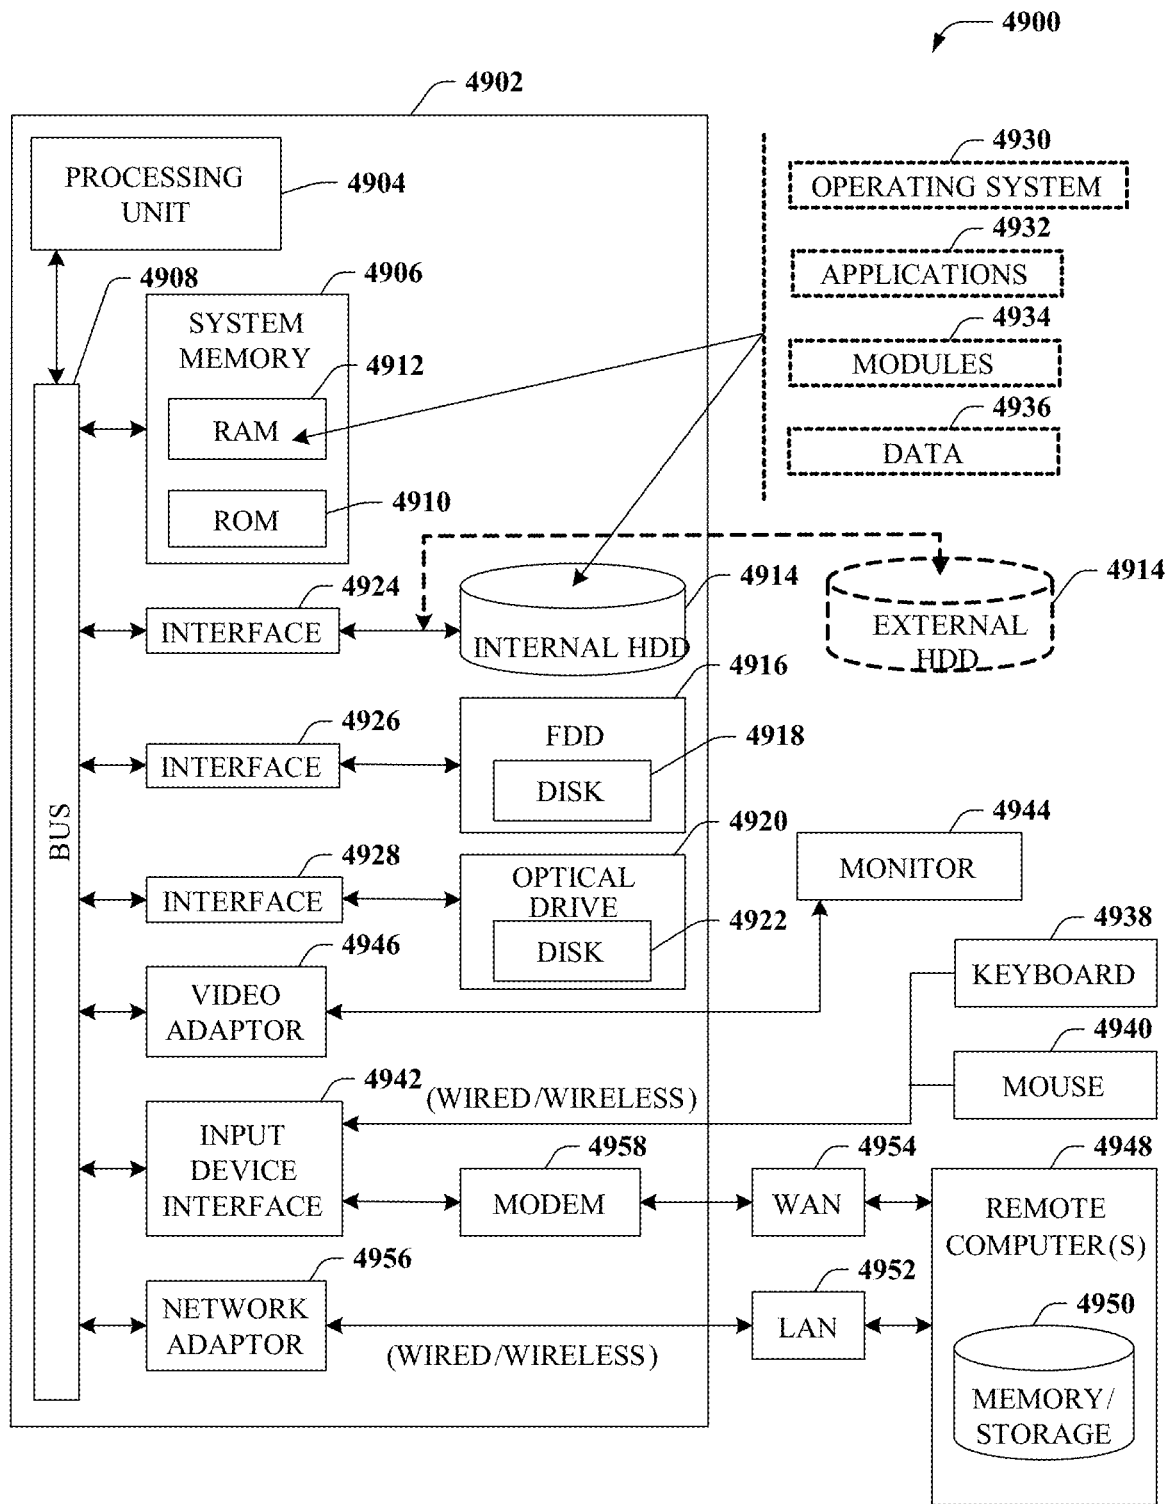 4900
4902
PROCESSING
UNIT
4904
4930
OPERATING SYSTEM
4932
APPLICATIONS
4934
MODULES
4936
DATA
4908
4906
SYSTEM
MEMORY
4912
RAM
4910
ROM
4924
INTERFACE
4914
INTERNAL HDD
4914
EXTERNAL
HDD
4916
FDD
4926
INTERFACE
4918
DISK
BUS
4920
OPTICAL
DRIVE
4928
INTERFACE
4922
DISK
4944
MONITOR
4946
VIDEO
ADAPTOR
4938
KEYBOARD
4940
MOUSE
4942
(WIRED/WIRELESS)
INPUT
DEVICE
INTERFACE
4958
MODEM
4954
WAN
4948
REMOTE
COMPUTER(S)
4956
NETWORK
ADAPTOR
(WIRED/WIRELESS)
4952
LAN
4950
MEMORY/
STORAGE